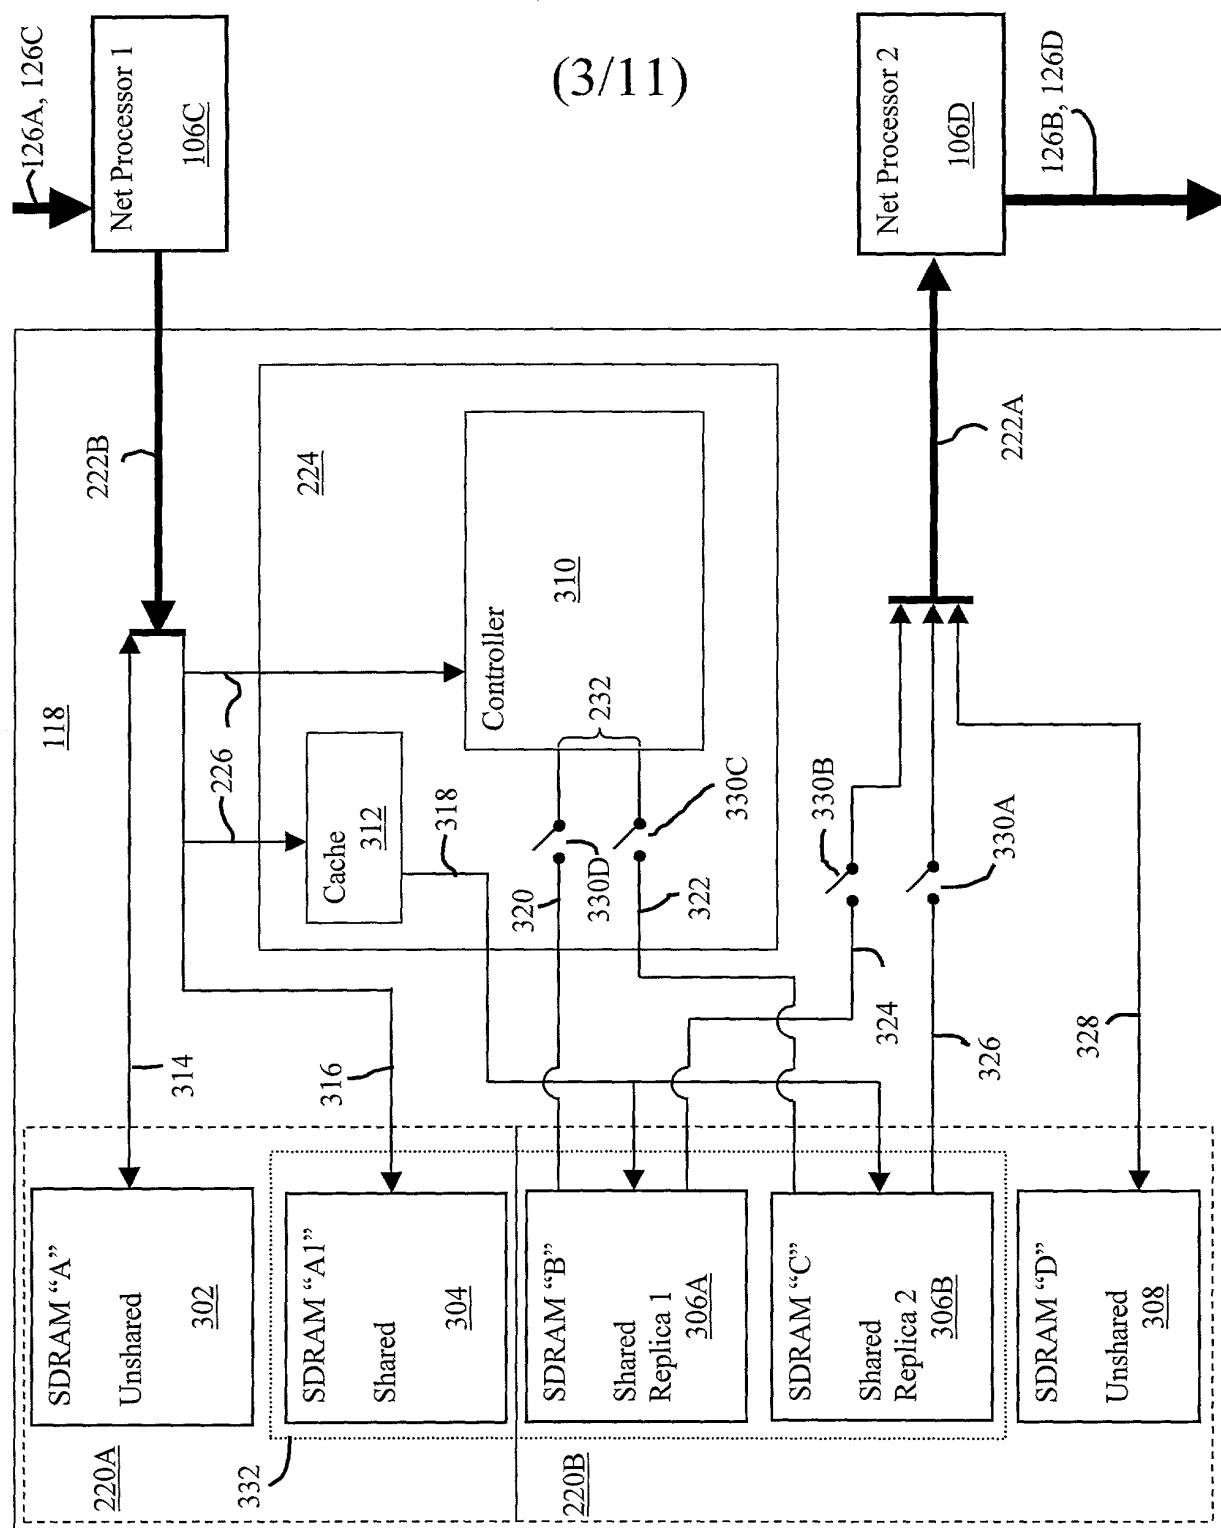 (3/11)
126A, 126C
Net Processor 1
106C
Net Processor 2
106D
126B, 126D
222B
222A
118
224
226
Controller
310
232
Cache
312
318
320
330D
330C
322
330B
330A
324
326
328
314
316
SDRAM “A”
Unshared
302
SDRAM “A1”
Shared
304
SDRAM “B”
Shared
Replica 1
306A
SDRAM “C”
Shared
Replica 2
306B
SDRAM “D”
Unshared
308
220A
332
220B